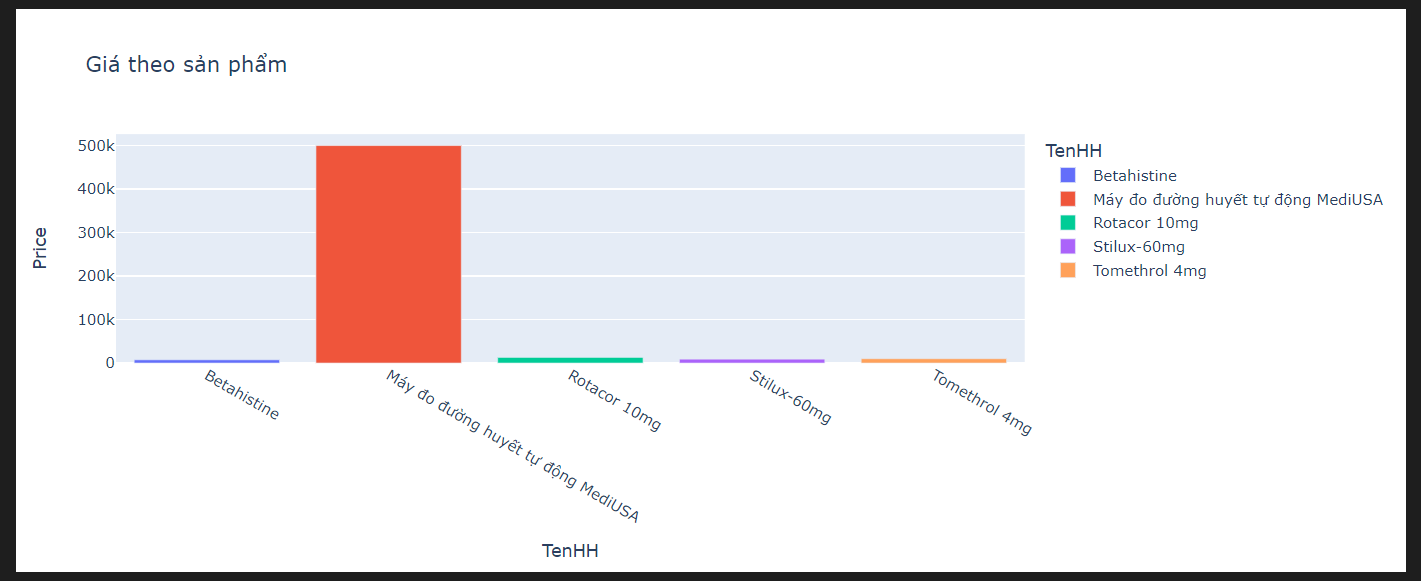 Giá theo sản phẩm
500k
400k
300k
200k
100k
0
Price
Betahistine
Máy đo đường huyết tự động MediUSA
Rotacor 10mg
Stilux-60mg
Tomethrol 4mg
TenHH
TenHH
Betahistine
Máy đo đường huyết tự động MediUSA
Rotacor 10mg
Stilux-60mg
Tomethrol 4mg